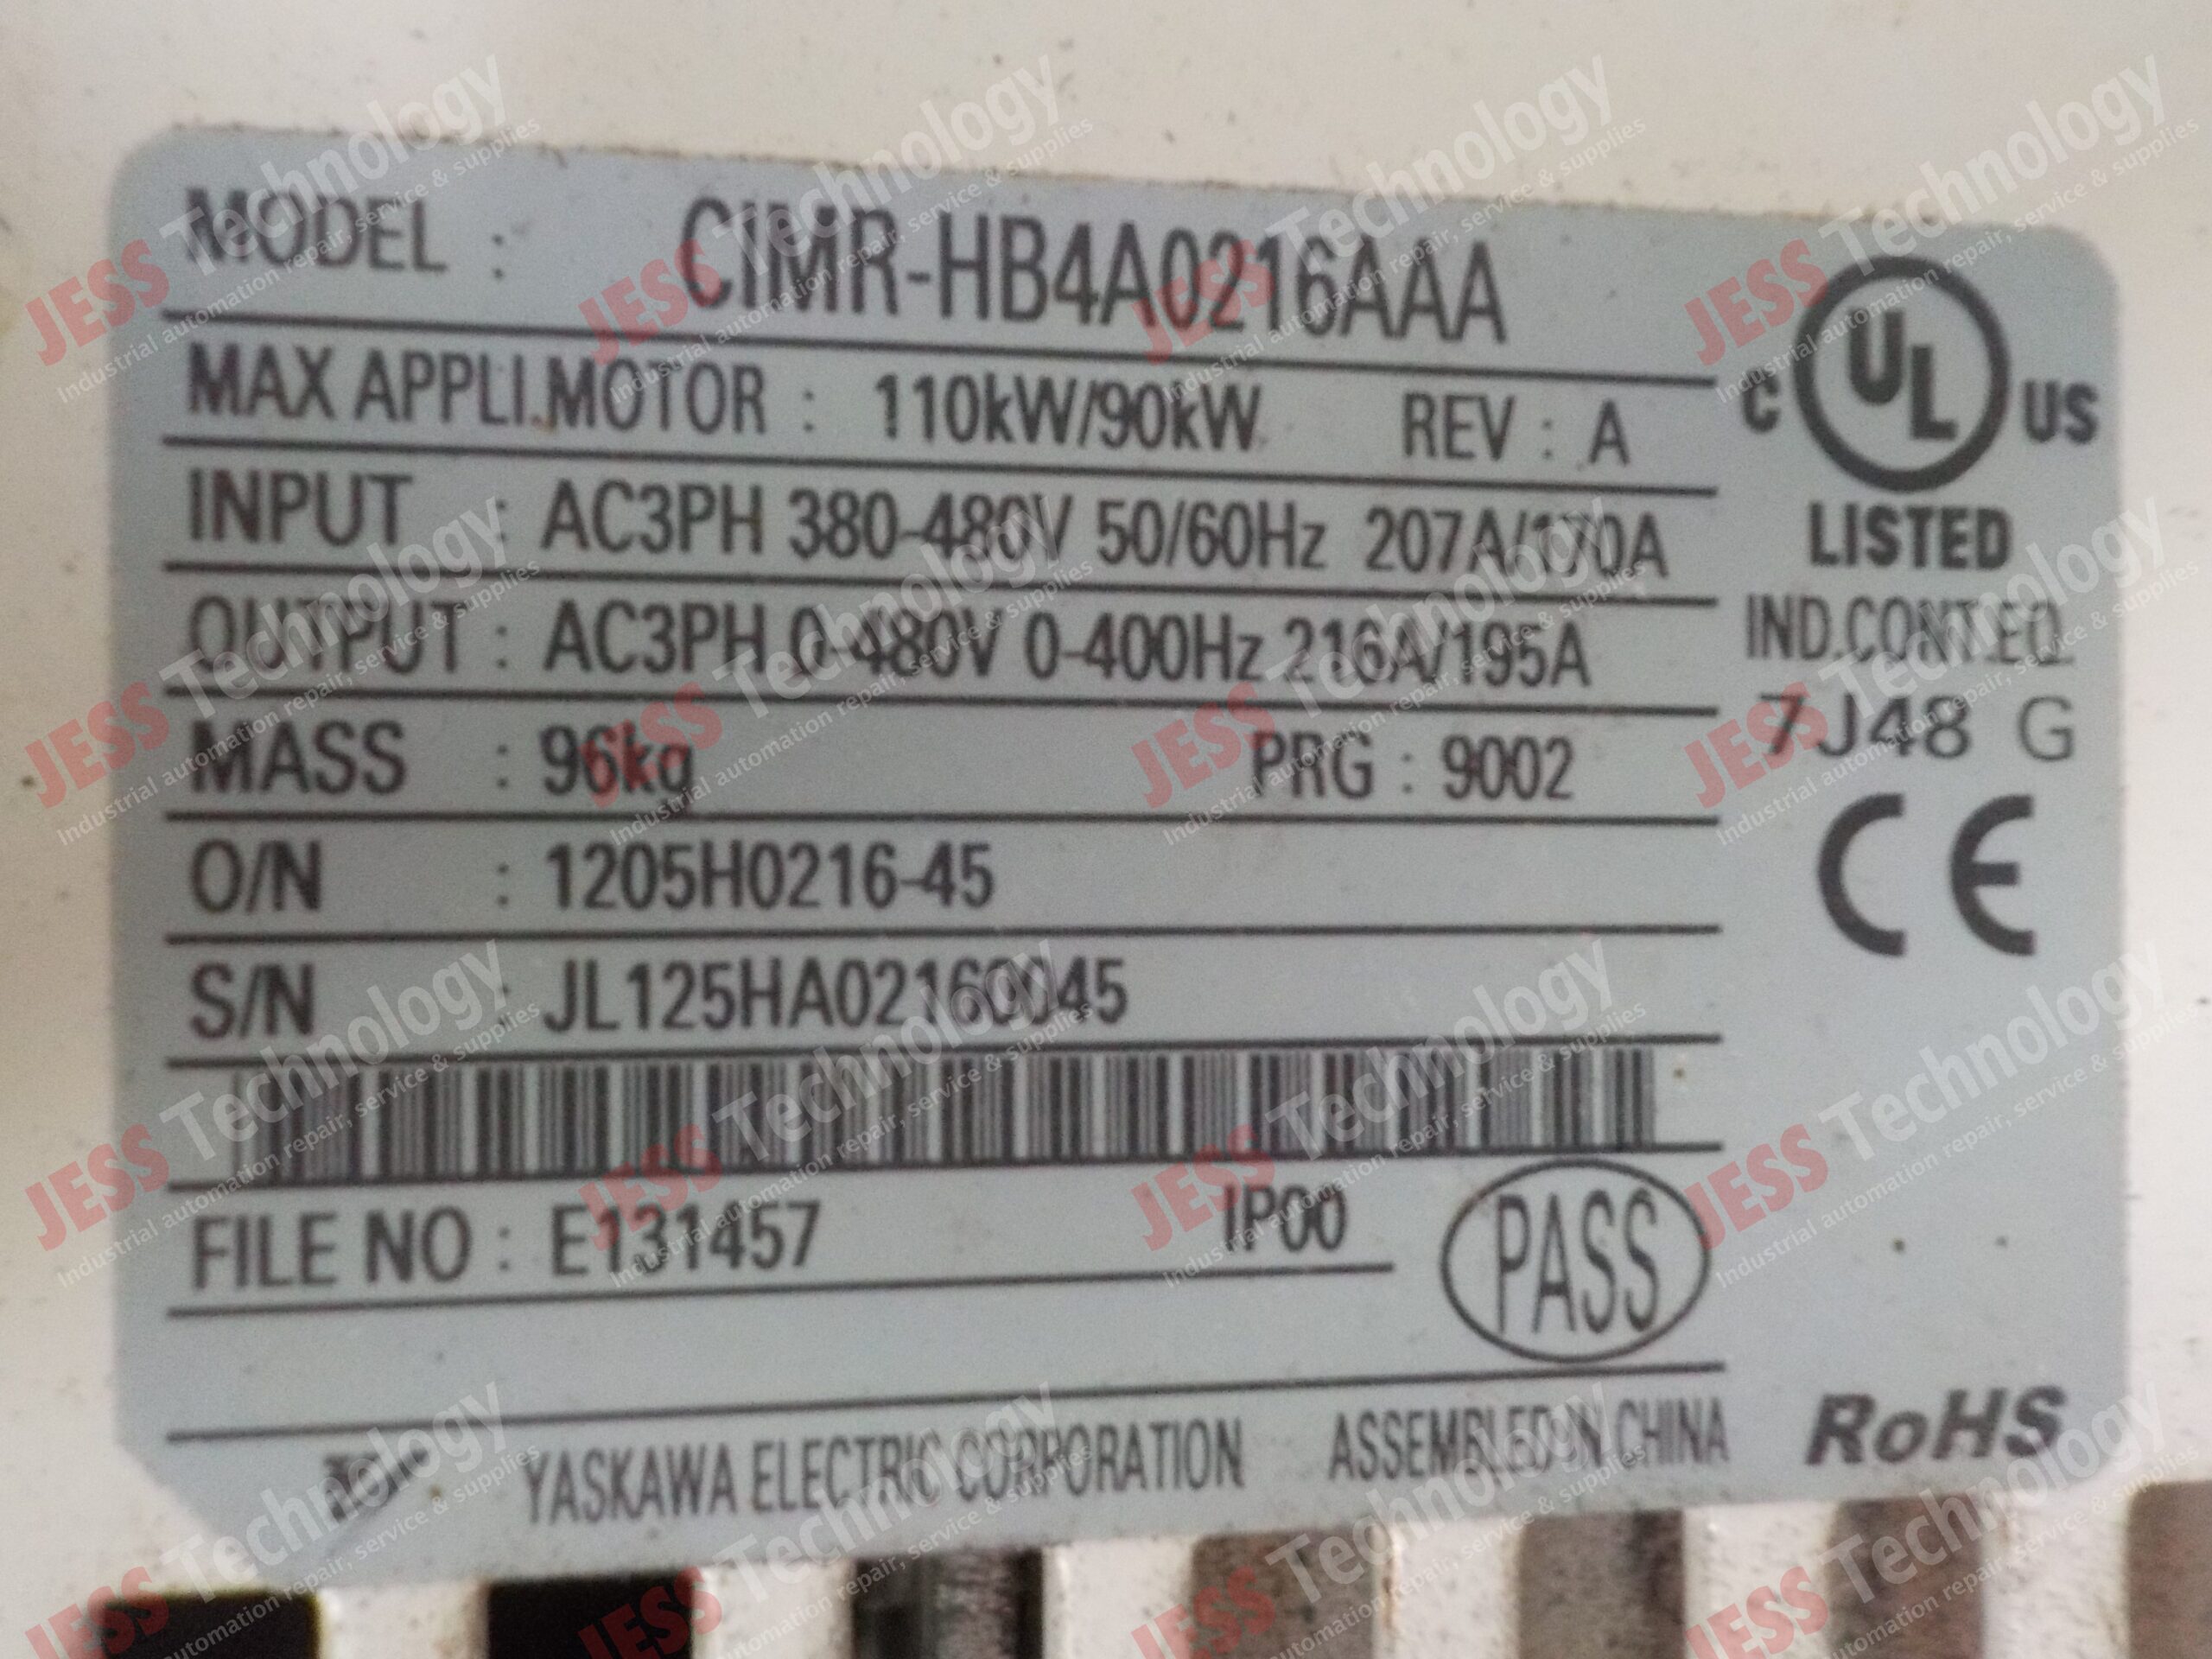 MODEL : CIMR-HB4A0216AAA
MAX APPLI.MOTOR : 110kW/90kW REV : A
INPUT : AC3PH 380-480V 50/60Hz 207A/170A
OUTPUT : AC3PH 0-480V 0-400Hz 216A/195A
MASS : 96kg PRG : 9002
O/N : 1205H0216-45
S/N : JL125HA02160045
FILE NO : E131457 IP00
PASS
YASKAWA ELECTRIC CORPORATION ASSEMBLED IN CHINA
C UL US
LISTED
IND.CONT.EQ.
7J48 G
CE
RoHS
JESS Technology
Industrial automation repair, service & supplies